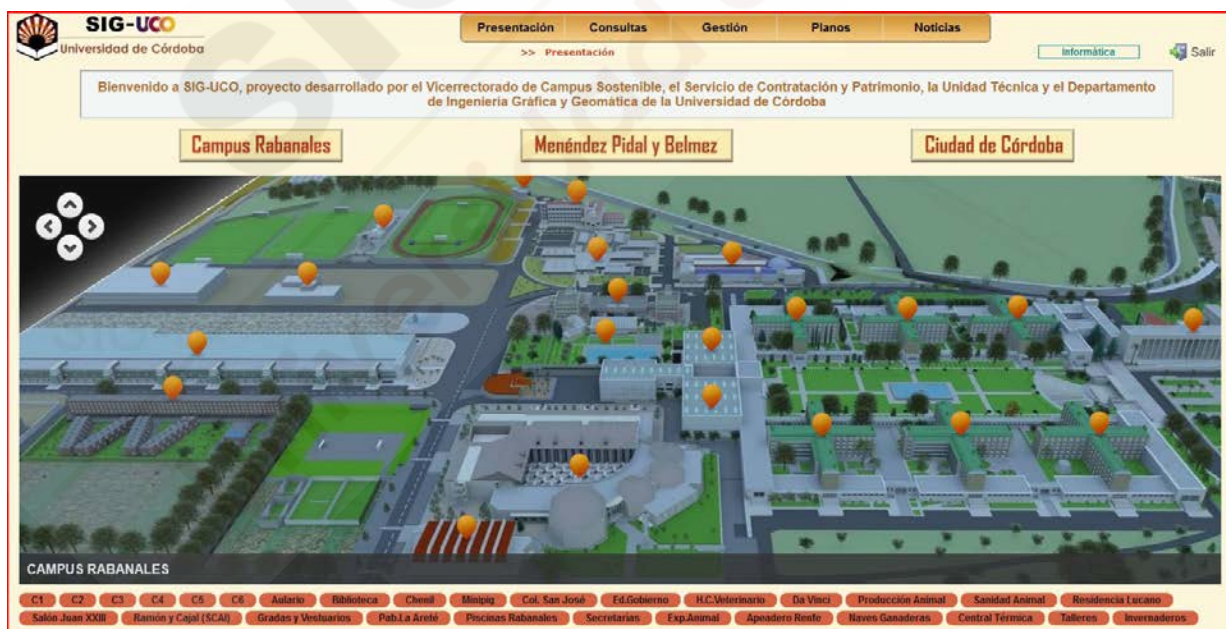 SIG-UCO
Universidad de Córdoba
Presentación Consultas Gestión Planos Noticias
>> Presentación
Informática
Salir
Bienvenido a SIG-UCO, proyecto desarrollado por el Vicerrectorado de Campus Sostenible, el Servicio de Contratación y Patrimonio, la Unidad Técnica y el Departamento
de Ingeniería Gráfica y Geomática de la Universidad de Córdoba
Campus Rabanales
Menéndez Pidal y Belmez
Ciudad de Córdoba
CAMPUS RABANALES
C1 C2 C3 C4 C5 C6 Aulario Biblioteca Chenil Minipig Col. San José Ed.Gobierno H.C.Veterinario Da Vinci Producción Animal Sanidad Animal Residencia Lucano
Salón Juan XXIII Ramón y Cajal (SCAI) Gradas y Vestuarios Pab.La Areté Piscinas Rabanales Secretarias Exp.Animal Apeadero Renfe Naves Ganaderas Central Térmica Talleres Invernaderos